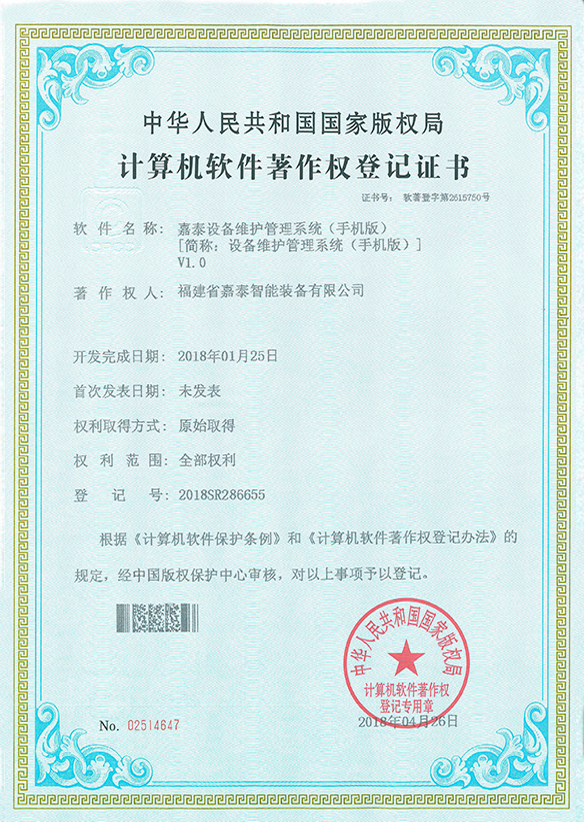 中华人民共和国国家版权局
计算机软件著作权登记证书
证书号： 软著登字第2615750号
软件名称： 嘉泰设备维护管理系统（手机版）
[简称：设备维护管理系统（手机版）]
V1.0
著作权人： 福建省嘉泰智能装备有限公司
开发完成日期： 2018年01月25日
首次发表日期： 未发表
权利取得方式： 原始取得
权利范围： 全部权利
登记号： 2018SR286655
根据《计算机软件保护条例》和《计算机软件著作权登记办法》的
规定，经中国版权保护中心审核，对以上事项予以登记。
中华人民共和国国家版权局
计算机软件著作权
登记专用章
No. 02514647
2018年04月26日